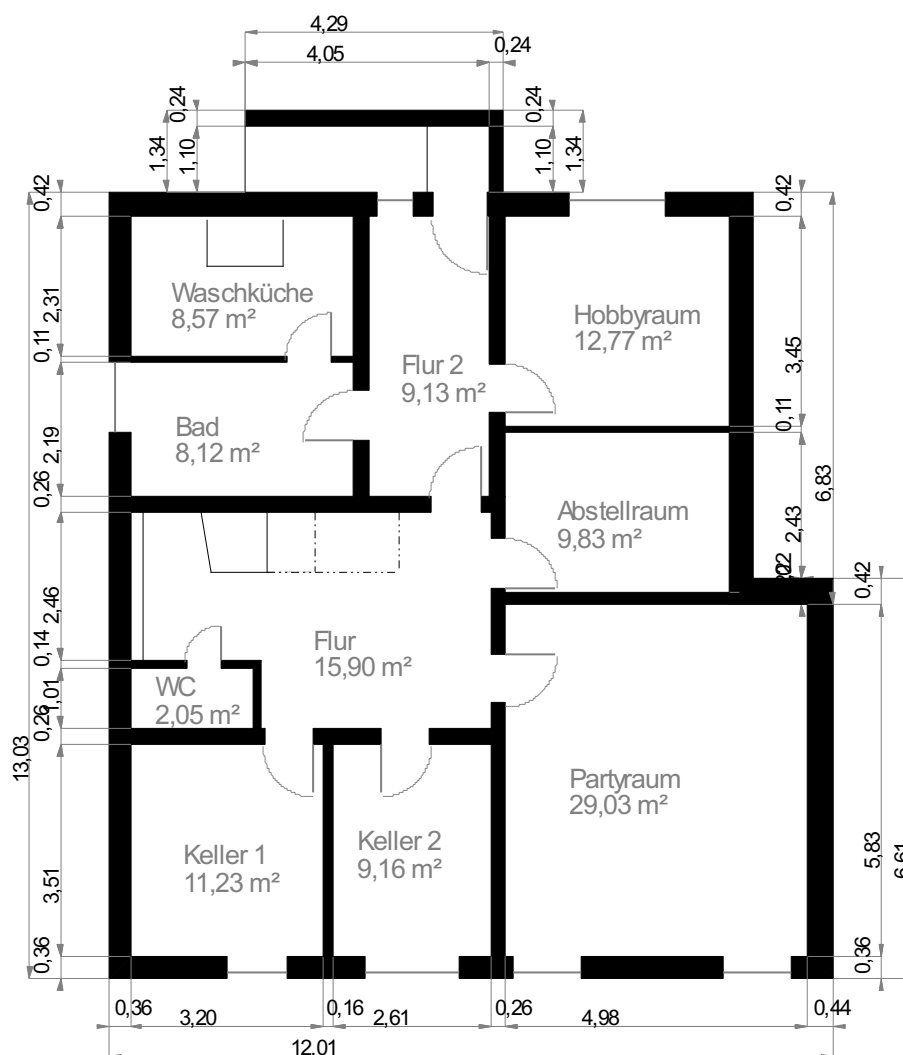 4,29
4,05
0,24
0,24
1,34
1,10
0,24
1,10
1,34
0,42
0,42
Waschküche
8,57 m²
2,31
0,11
Hobbyraum
12,77 m²
3,45
0,11
Flur 2
9,13 m²
Bad
8,12 m²
2,19
0,26
6,83
Abstellraum
9,83 m²
2,43
0,42
2,46
0,14
Flur
15,90 m²
WC
2,05 m²
1,01
0,26
13,03
Partyraum
29,03 m²
Keller 1
11,23 m²
Keller 2
9,16 m²
3,51
5,83
6,61
0,36
0,36
0,36
3,20
0,16
2,61
0,26
4,98
0,44
12,01